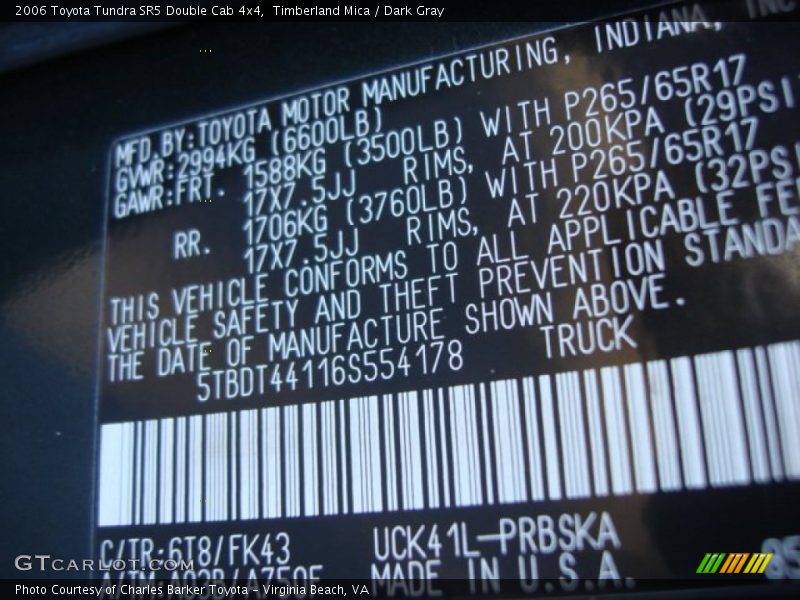 2006 Toyota Tundra SR5 Double Cab 4x4, Timberland Mica / Dark Gray
MFD.BY:TOYOTA MOTOR MANUFACTURING, INDIANA, INC
GVWR:2994KG (6600LB)
GAWR:FRT. 1588KG (3500LB) WITH P265/65R17
17X7.5JJ RIMS, AT 200KPA (29PSI
RR. 1706KG (3760LB) WITH P265/65R17
17X7.5JJ RIMS, AT 220KPA (32PSI
THIS VEHICLE CONFORMS TO ALL APPLICABLE FE
VEHICLE SAFETY AND THEFT PREVENTION STANDA
THE DATE OF MANUFACTURE SHOWN ABOVE.
5TBDT44116S554178 TRUCK
C/TR:6T8/FK43 UCK41L-PRBSKA
MADE IN U.S.A.
GTCARLOT.COM
Photo Courtesy of Charles Barker Toyota - Virginia Beach, VA